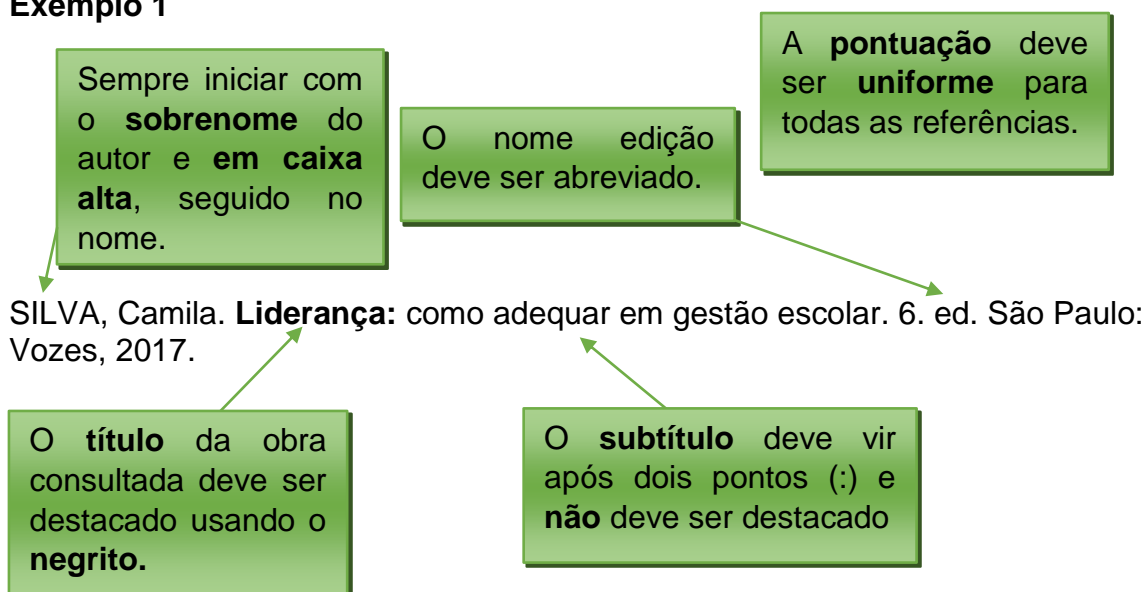 Exemplo 1
Sempre iniciar com
o sobrenome do
autor e em caixa
alta, seguido no
nome.
O nome edição
deve ser abreviado.
A pontuação deve
ser uniforme para
todas as referências.
SILVA, Camila. Liderança: como adequar em gestão escolar. 6. ed. São Paulo:
Vozes, 2017.
O título da obra
consultada deve ser
destacado usando o
negrito.
O subtítulo deve vir
após dois pontos (:) e
não deve ser destacado